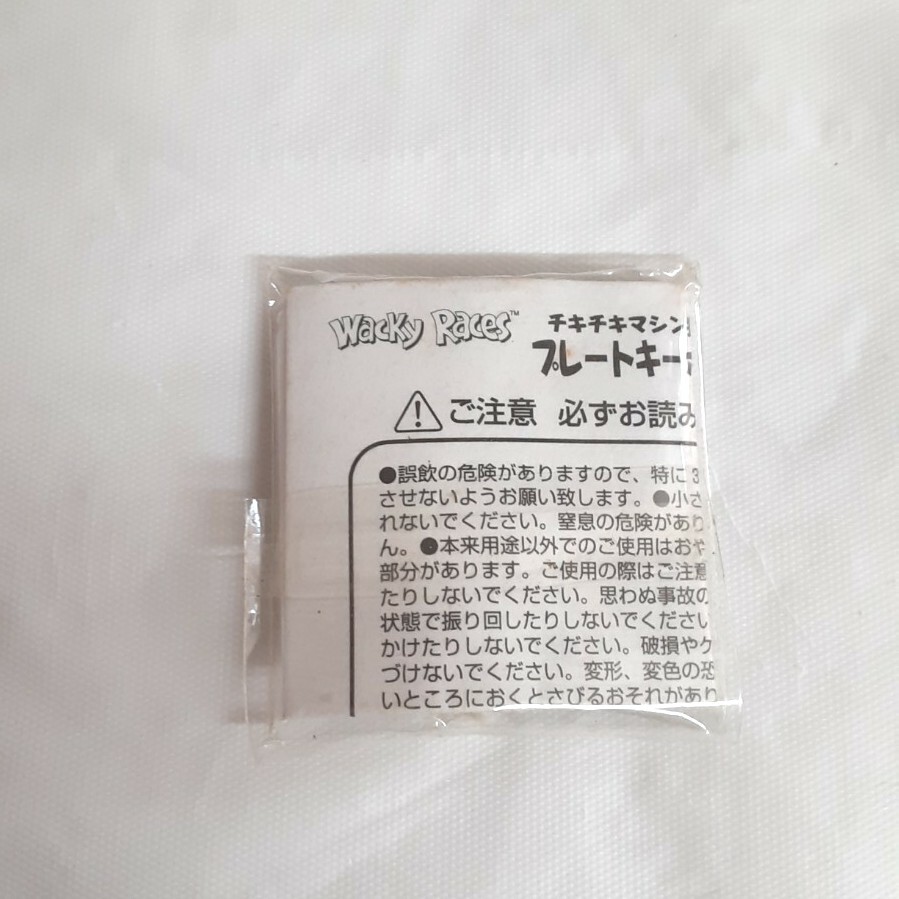 Wacky Races™ チキチキマシン
プレートキー
ご注意 必ずお読み
●誤飲の危険がありますので、特に3
させないようお願い致します。●小さ
れないでください。窒息の危険があり
ん。●本来用途以外でのご使用はおや
部分があります。ご使用の際はご注意
たりしないでください。思わぬ事故の
状態で振り回したりしないでください
かけたりしないでください。破損やケ
づけないでください。変形、変色の恐
いところにおくとさびるおそれがあり